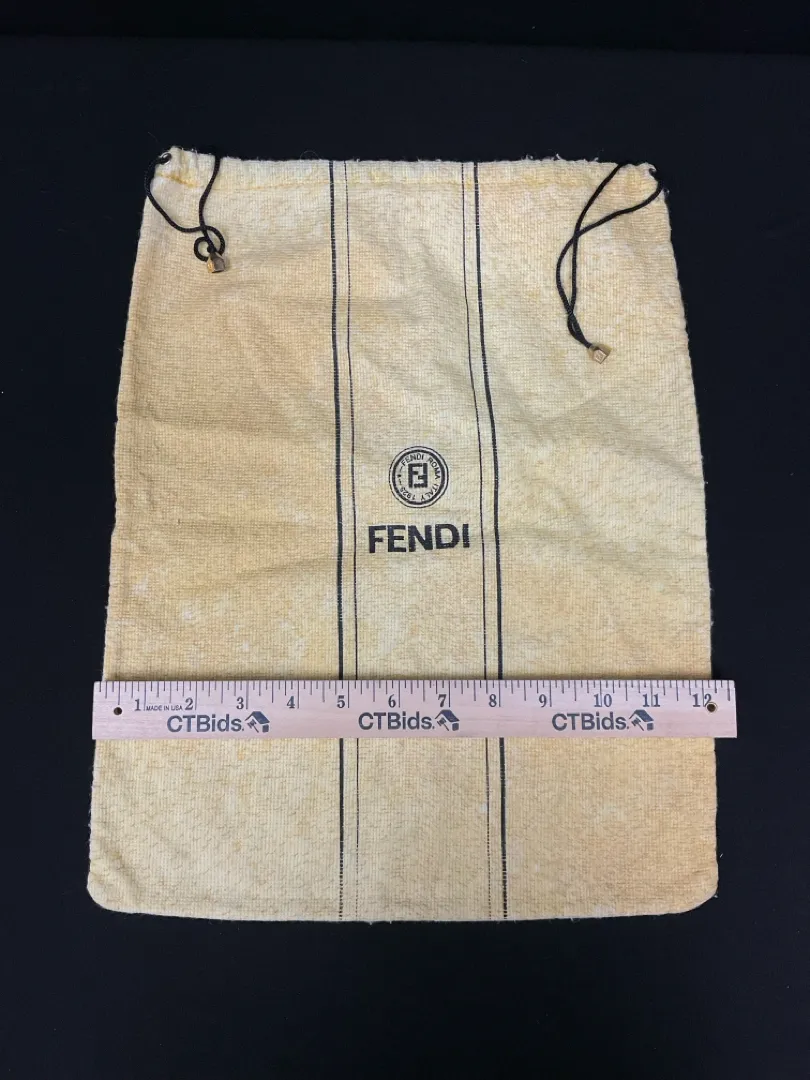 FENDI ROMA ITALY 1925
FENDI
1 2 3 4 5 6 7 8 9 10 11 12
MADE IN USA
CTBids. CTBids. CTBids.